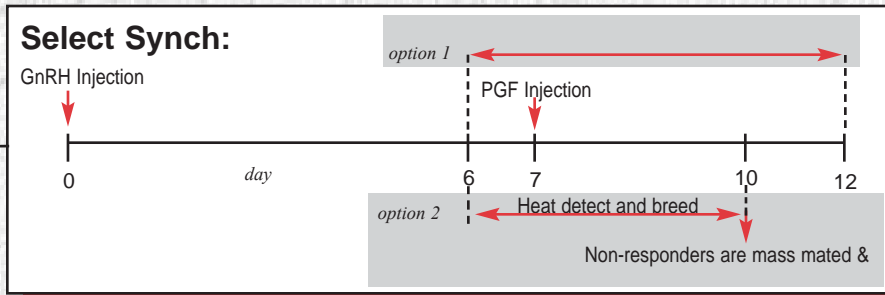 Select Synch:
option 1
GnRH Injection
PGF Injection
0
day
6
7
10
12
option 2
Heat detect and breed
Non-responders are mass mated &